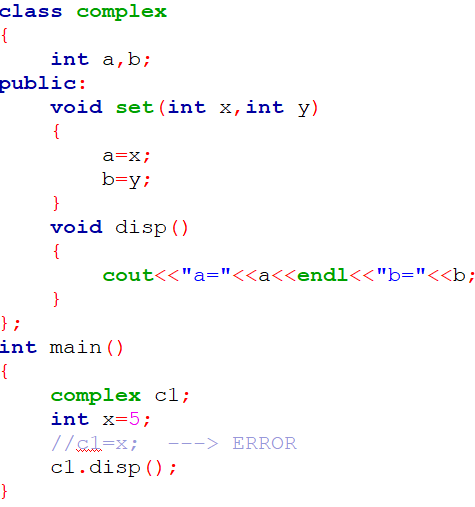 class complex
{
    int a,b;
public:
    void set(int x,int y)
    {
        a=x;
        b=y;
    }
    void disp()
    {
        cout<<"a="<<a<<endl<<"b="<<b;
    }
};
int main()
{
    complex c1;
    int x=5;
    //c1=x;  ---> ERROR
    c1.disp();
}